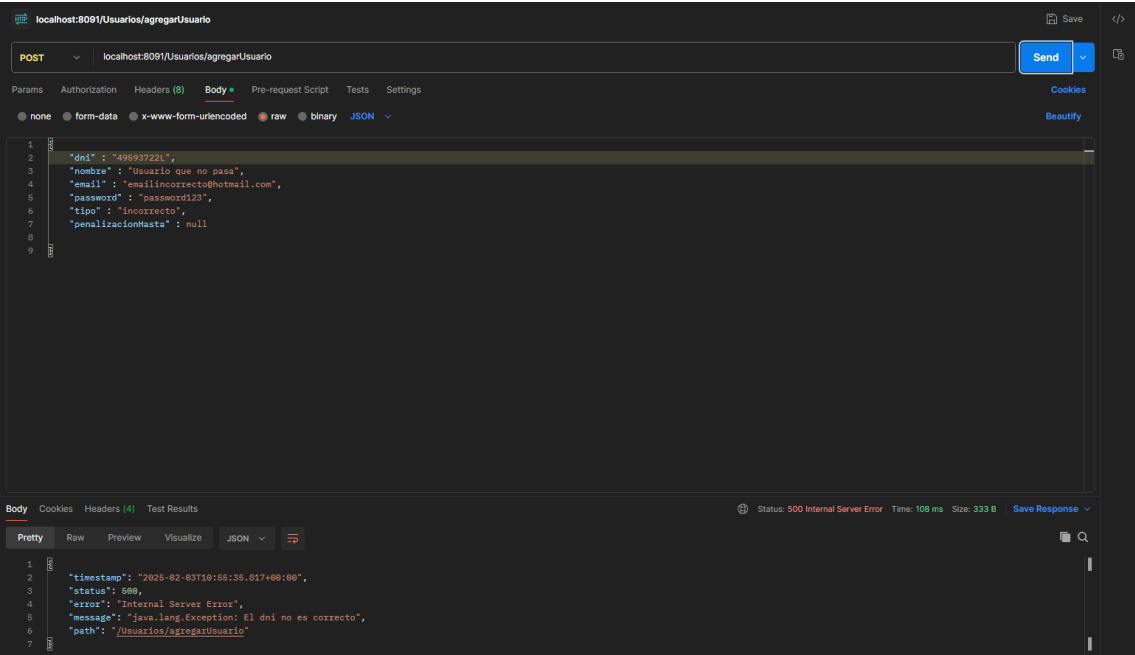 HTTP localhost:8091/Usuarios/agregarUsuario Save </>
POST localhost:8091/Usuarios/agregarUsuario Send
Params Authorization Headers (8) Body Pre-request Script Tests Settings Cookies
none form-data x-www-form-urlencoded raw binary JSON Beautify
1 {
2 "dni" : "49593722L",
3 "nombre" : "Usuario que no pasa",
4 "email" : "emailincorrecto@hotmail.com",
5 "password" : "password123",
6 "tipo" : "incorrecto",
7 "penalizacionHasta" : null
8
9 }
Body Cookies Headers (4) Test Results Status: 500 Internal Server Error Time: 108 ms Size: 333 B Save Response
Pretty Raw Preview Visualize JSON
1 {
2 "timestamp": "2025-02-03T10:55:35.817+00:00",
3 "status": 500,
4 "error": "Internal Server Error",
5 "message": "java.lang.Exception: El dni no es correcto",
6 "path": "/Usuarios/agregarUsuario"
7 }